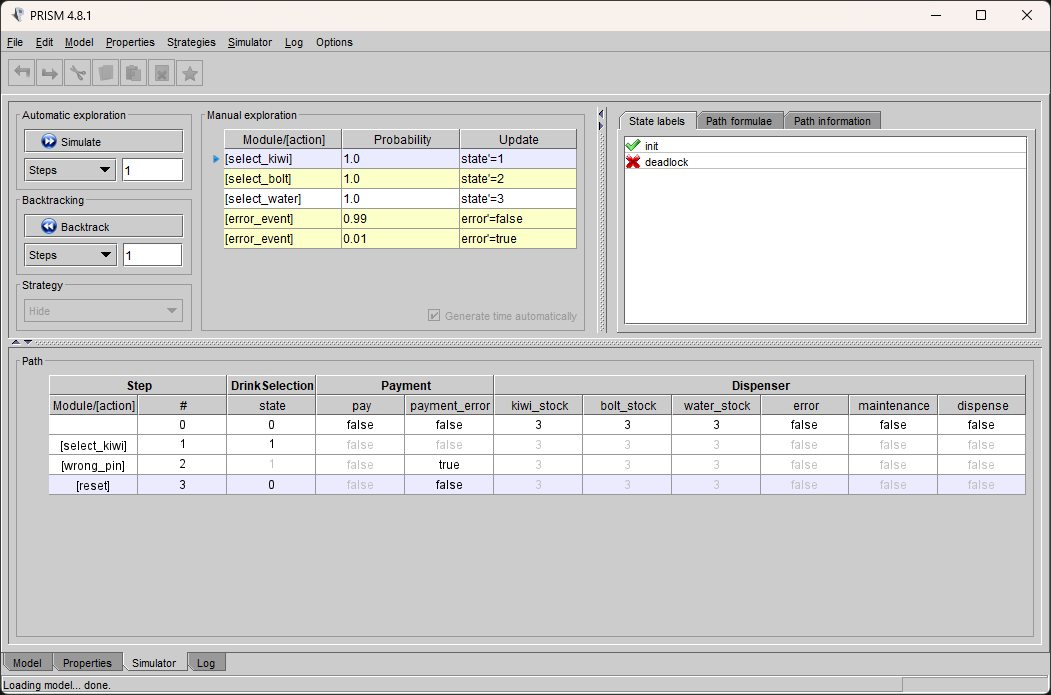 PRISM 4.8.1
File Edit Model Properties Strategies Simulator Log Options
Automatic exploration
Simulate
Steps 1
Backtracking
Backtrack
Steps 1
Strategy
Hide
Manual exploration
Module/[action] Probability Update
[select_kiwi] 1.0 state'=1
[select_bolt] 1.0 state'=2
[select_water] 1.0 state'=3
[error_event] 0.99 error'=false
[error_event] 0.01 error'=true
Generate time automatically
State labels Path formulae Path information
init
deadlock
Path
Step DrinkSelection Payment Dispenser
Module/[action] # state pay payment_error kiwi_stock bolt_stock water_stock error maintenance dispense
0 0 false false 3 3 3 false false false
[select_kiwi] 1 1 false false 3 3 3 false false false
[wrong_pin] 2 1 false true 3 3 3 false false false
[reset] 3 0 false false 3 3 3 false false false
Model Properties Simulator Log
Loading model... done.